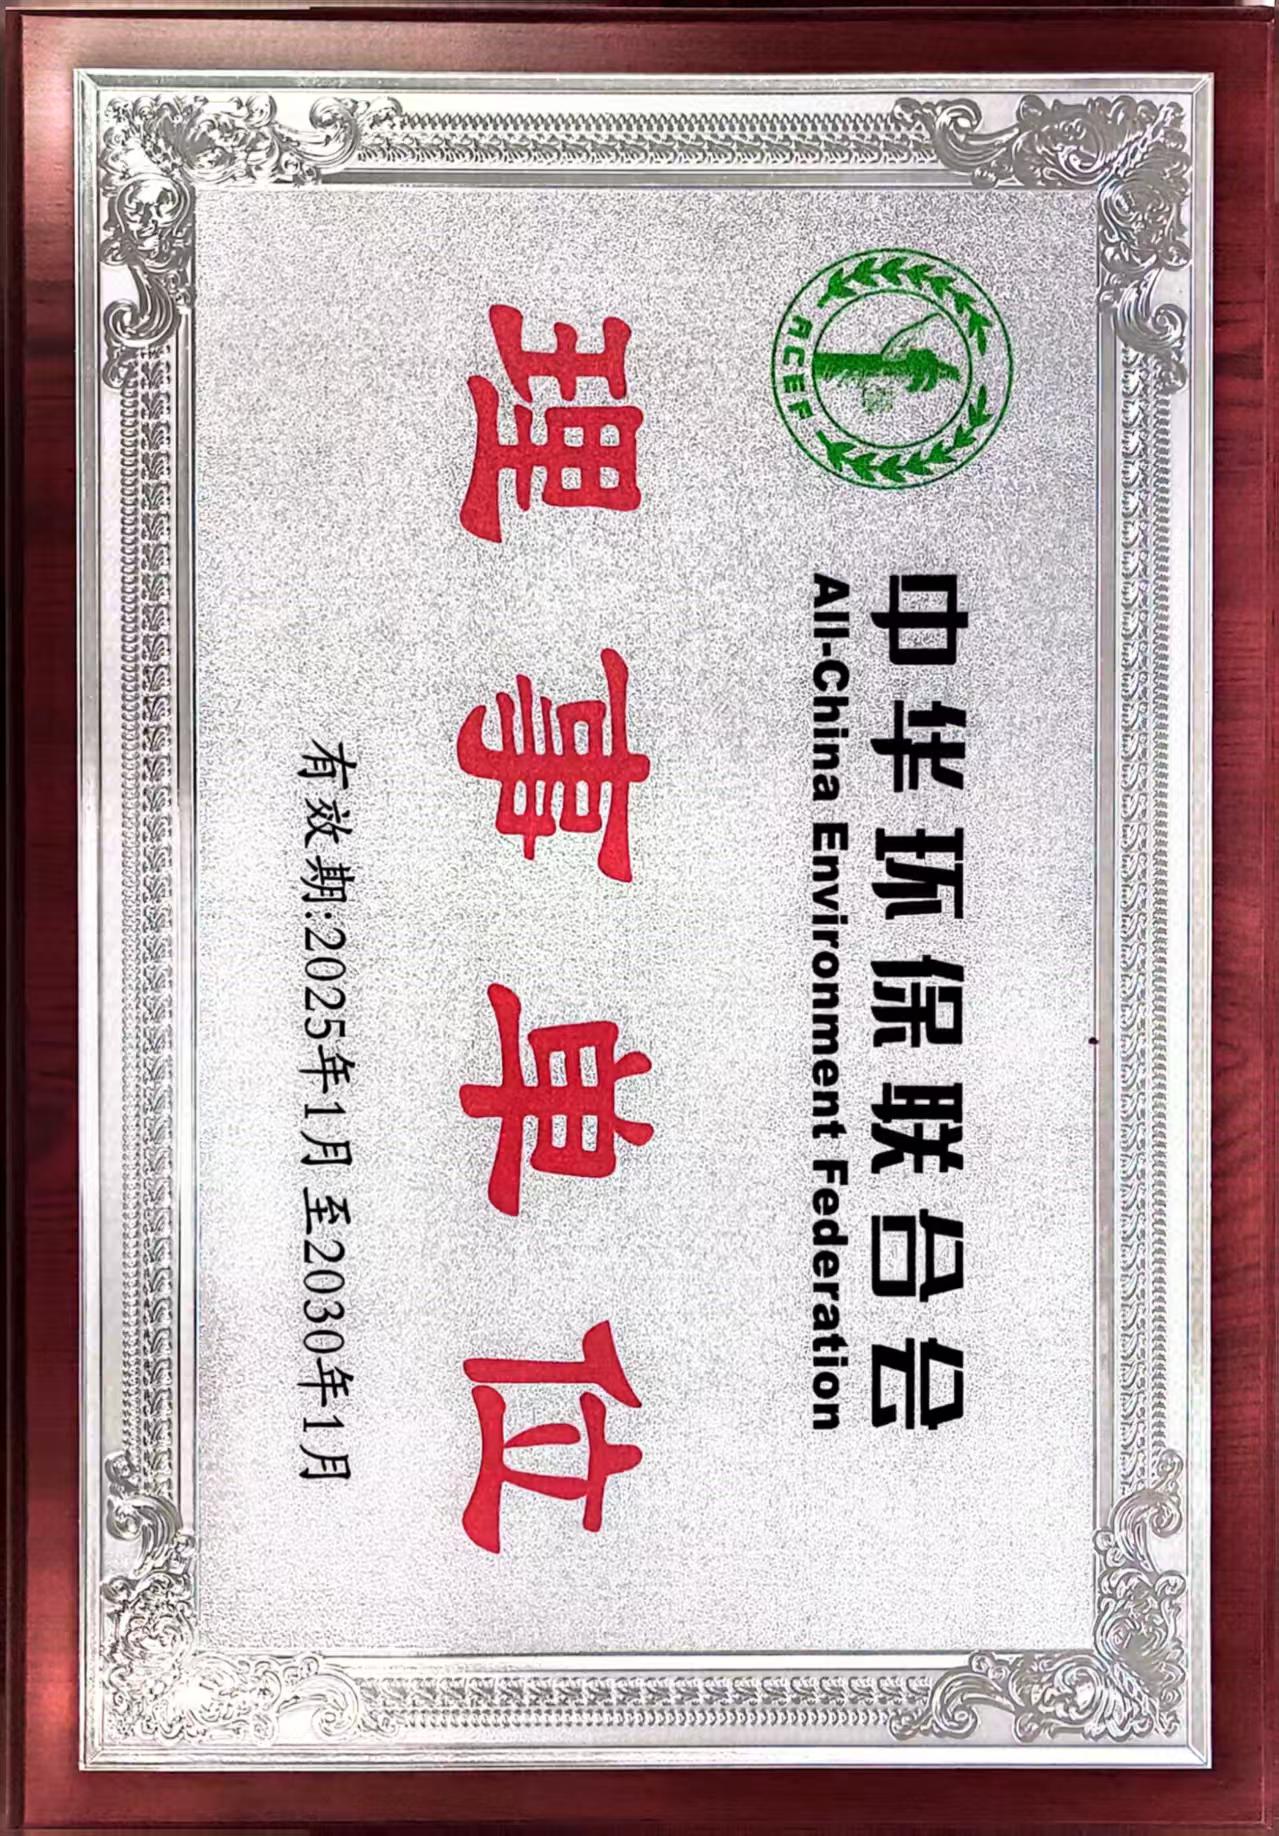 ACEF
中华环保联合会
All-China Environment Federation
理事单位
有效期:2025年1月至2030年1月